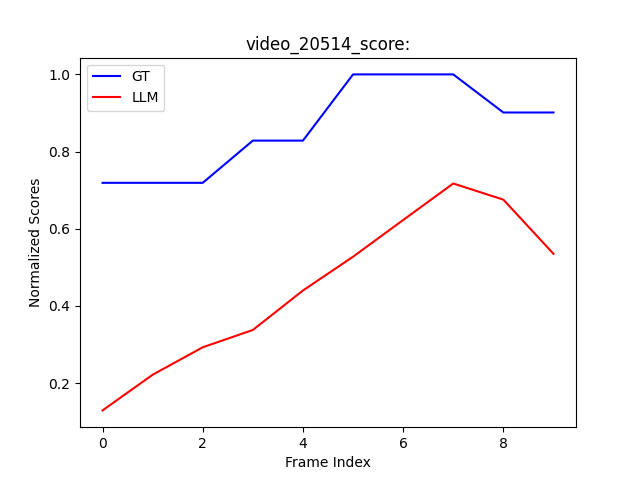 video_20514_score:
GT
LLM
1.0
0.8
0.6
0.4
0.2
Normalized Scores
0 2 4 6 8
Frame Index